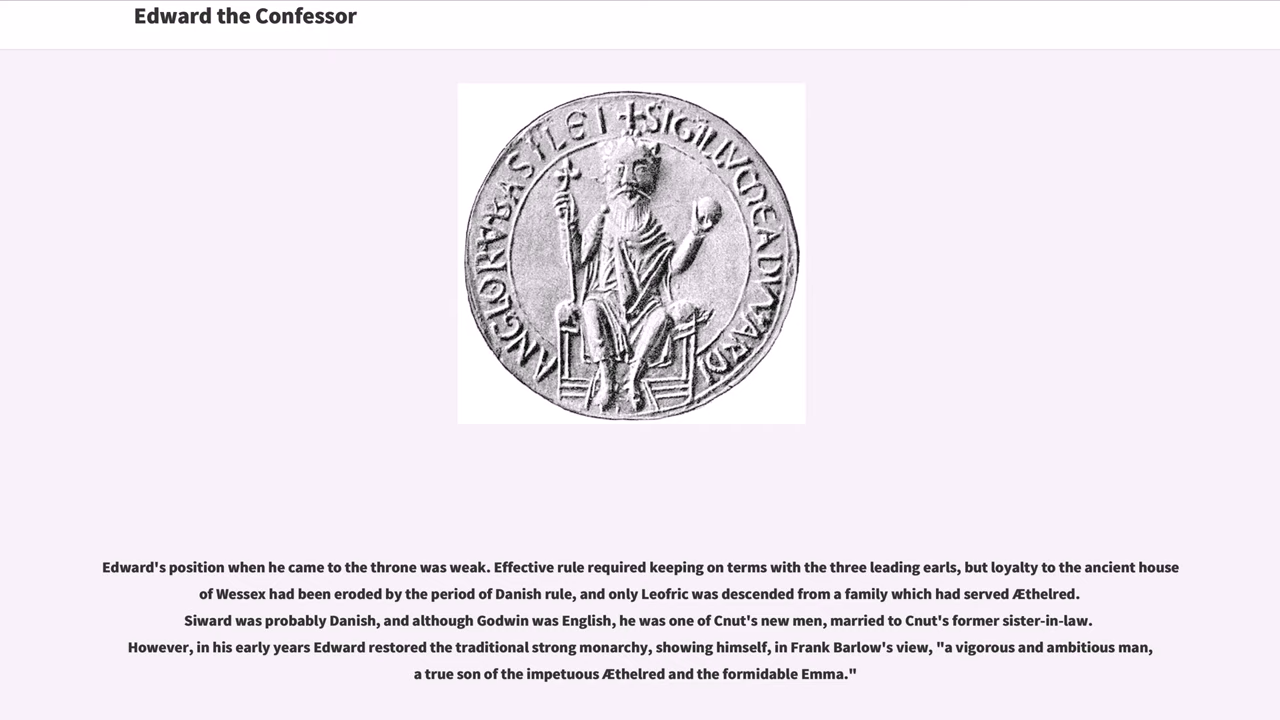 Edward the Confessor
ANGLORVBASILEI +SIGILLVMEADVVARDI
Edward's position when he came to the throne was weak. Effective rule required keeping on terms with the three leading earls, but loyalty to the ancient house
of Wessex had been eroded by the period of Danish rule, and only Leofric was descended from a family which had served Æthelred.
Siward was probably Danish, and although Godwin was English, he was one of Cnut's new men, married to Cnut's former sister-in-law.
However, in his early years Edward restored the traditional strong monarchy, showing himself, in Frank Barlow's view, "a vigorous and ambitious man,
a true son of the impetuous Æthelred and the formidable Emma."